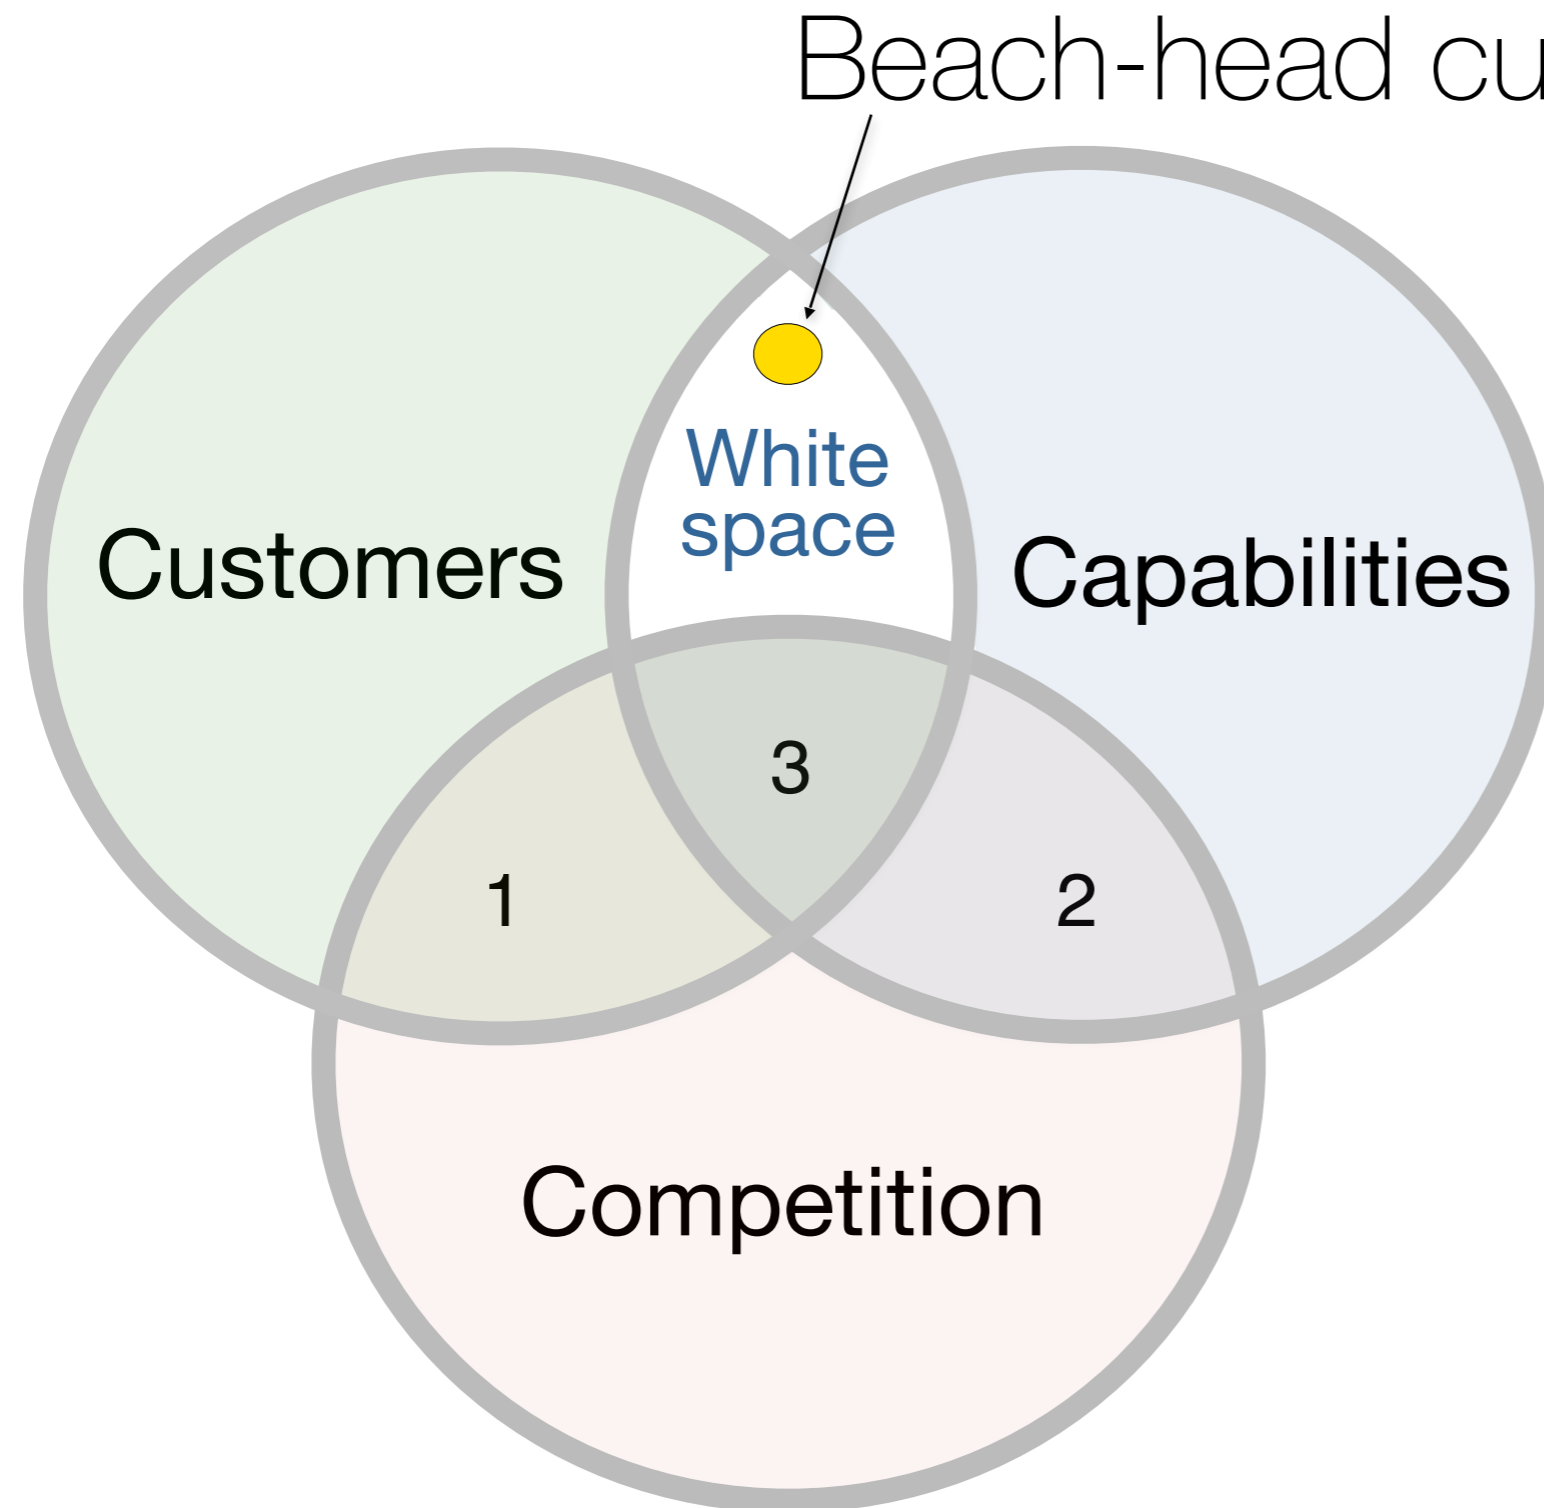 Beach-head cu
White
space
Customers
Capabilities
3
1
2
Competition